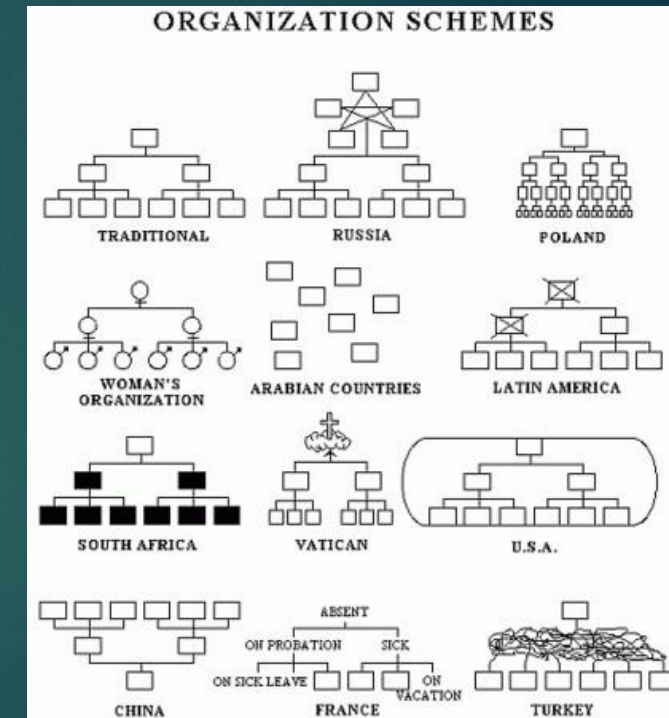 ORGANIZATION SCHEMES
TRADITIONAL
RUSSIA
POLAND
WOMAN'S
ORGANIZATION
ARABIAN COUNTRIES
LATIN AMERICA
SOUTH AFRICA
VATICAN
U.S.A.
ABSENT
ON PROBATION
SICK
ON SICK LEAVE
ON
VACATION
CHINA
FRANCE
TURKEY